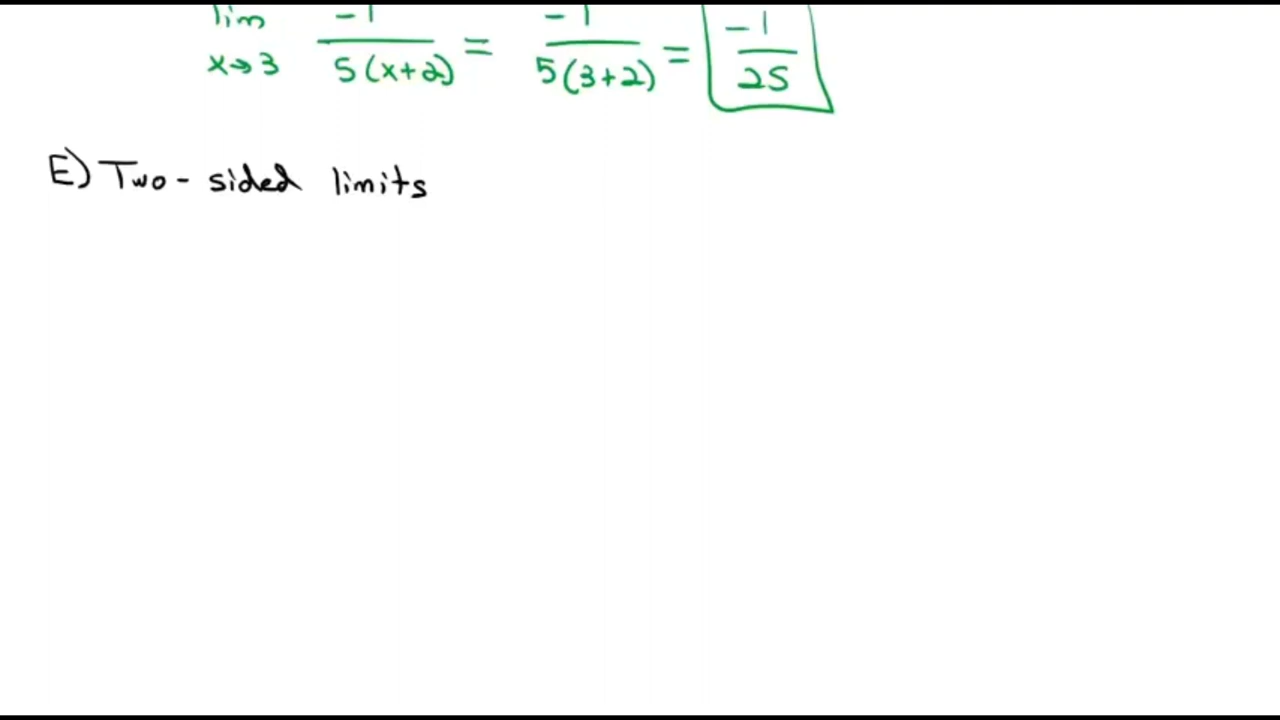 lim -1/5(x+2) = -1/5(3+2) = -1/25
x→3
E) Two-sided limits